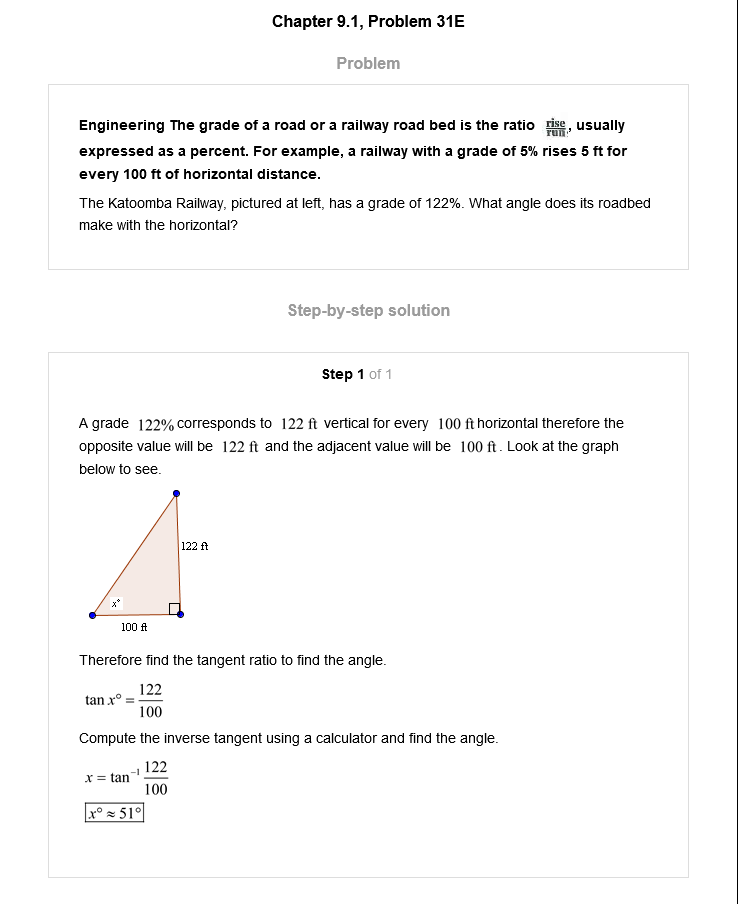 Chapter 9.1, Problem 31E
Problem
Engineering The grade of a road or a railway road bed is the ratio rise/run, usually
expressed as a percent. For example, a railway with a grade of 5% rises 5 ft for
every 100 ft of horizontal distance.
The Katoomba Railway, pictured at left, has a grade of 122%. What angle does its roadbed
make with the horizontal?
Step-by-step solution
Step 1 of 1
A grade 122% corresponds to 122 ft vertical for every 100 ft horizontal therefore the
opposite value will be 122 ft and the adjacent value will be 100 ft. Look at the graph
below to see.
122 ft
x°
100 ft
Therefore find the tangent ratio to find the angle.
tan x° = 122/100
Compute the inverse tangent using a calculator and find the angle.
x = tan⁻¹ 122/100
x° ≈ 51°